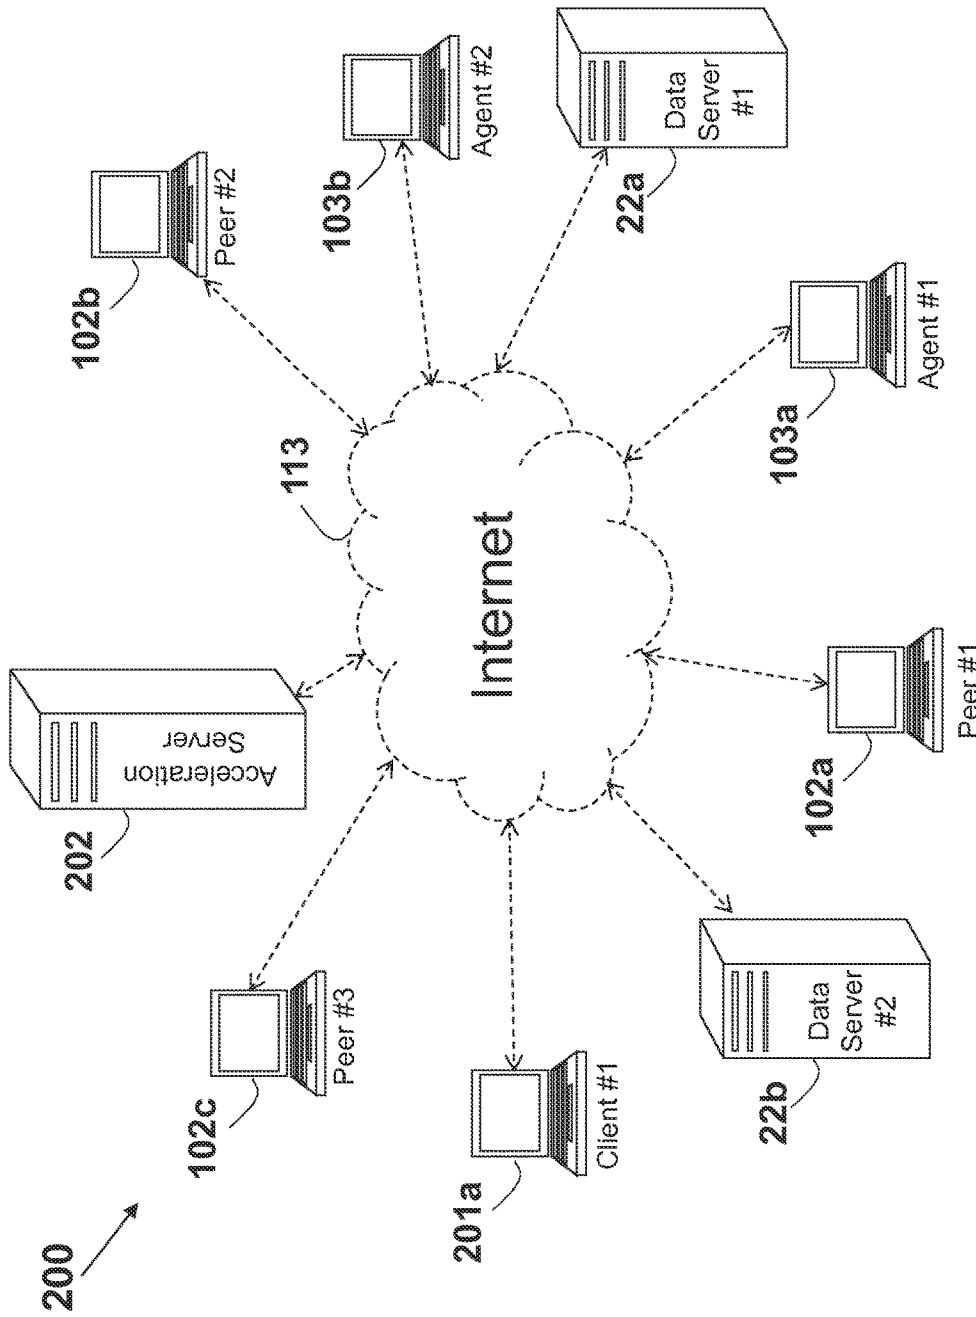 200
202
Acceleration
Server
102c
Peer #3
113
102b
Peer #2
103b
Agent #2
201a
Client #1
Internet
22a
Data
Server
#1
22b
Data
Server
#2
102a
Peer #1
103a
Agent #1